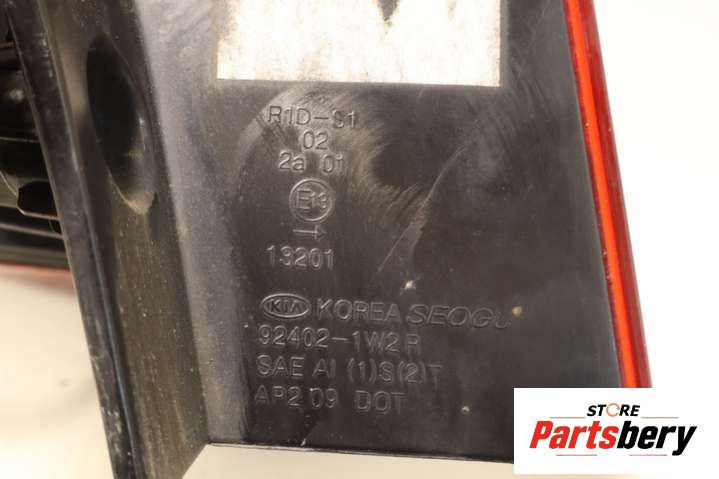 R1D-S1
02
2a 01
E13
→
13201
KIA KOREA SEOGU
92402-1W2 R
SAE AI (1)S(2)T
AP2 09 DOT
STORE
Partsbery